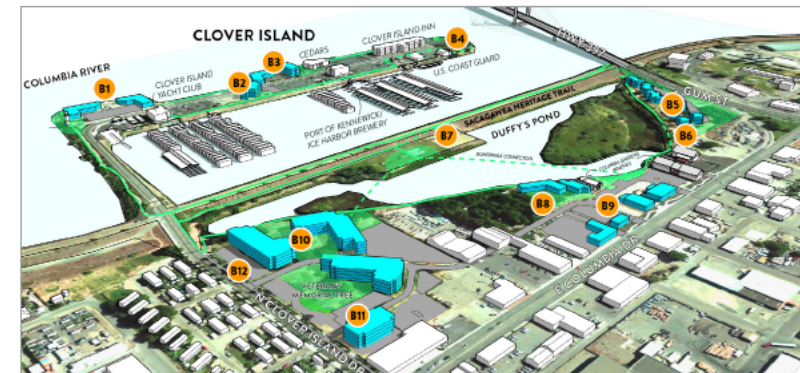 CLOVER ISLAND
CLOVER ISLAND INN
B4
HWY 397
B3
CEDARS
COLUMBIA RIVER
B2
U.S. COAST GUARD
B1
CLOVER ISLAND
YACHT CLUB
GUM ST
B5
SACAGAWEA HERITAGE TRAIL
PORT OF KENNEWICK/
ICE HARBOR BREWERY
B7
DUFFY'S POND
B6
B8
B9
B10
E COLUMBIA DR
B12
VETERANS
MEMORIAL TREE
N CLOVER ISLAND DR
B11